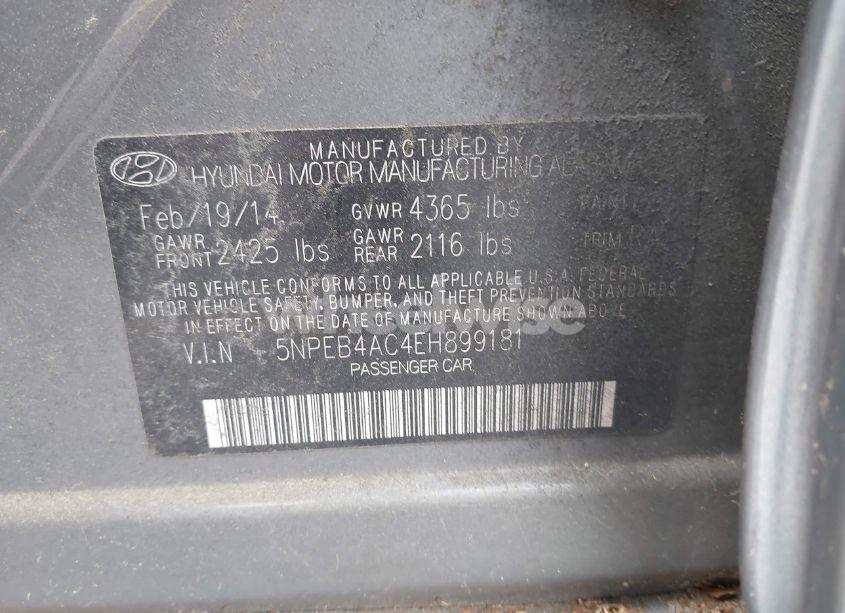 MANUFACTURED BY
HYUNDAI MOTOR MANUFACTURING
Feb/19/14 GVWR 4365 lbs PAINT
GAWR FRONT 2425 lbs GAWR REAR 2116 lbs TRIM
THIS VEHICLE CONFORMS TO ALL APPLICABLE U.S.A. FEDERAL
MOTOR VEHICLE SAFETY, BUMPER, AND THEFT PREVENTION STANDARDS
IN EFFECT ON THE DATE OF MANUFACTURE SHOWN ABOVE
V.I.N 5NPEB4AC4EH899181
PASSENGER CAR